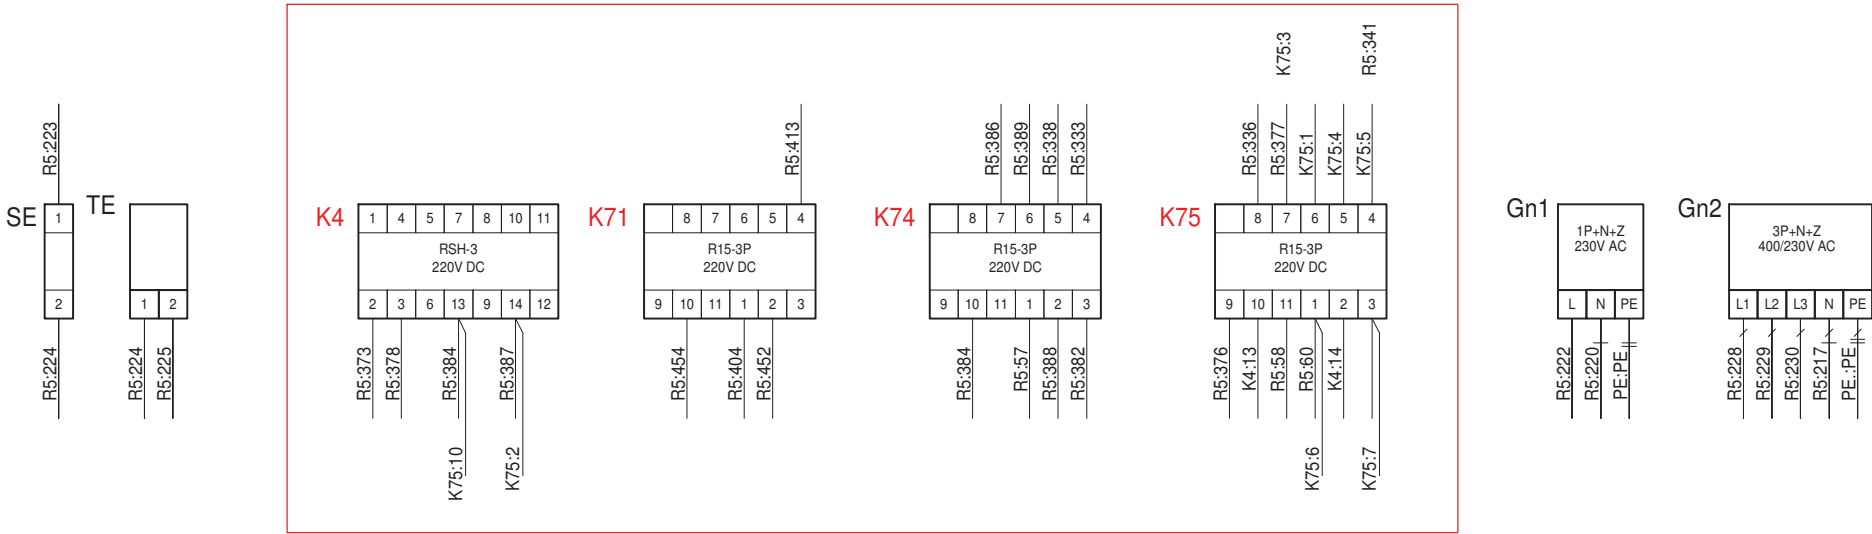 K75:3
R5:341
R5:223
R5:413
R5:386
R5:389
R5:338
R5:333
R5:336
R5:377
K75:1
K75:4
K75:5
SE
1
2
R5:224
TE
1 2
R5:224
R5:225
K4
1 4 5 7 8 10 11
RSH-3
220V DC
2 3 6 13 9 14 12
R5:373
R5:378
R5:384
R5:387
K75:10
K75:2
K71
8 7 6 5 4
R15-3P
220V DC
9 10 11 1 2 3
R5:454
R5:404
R5:452
K74
8 7 6 5 4
R15-3P
220V DC
9 10 11 1 2 3
R5:384
R5:57
R5:388
R5:382
K75
8 7 6 5 4
R15-3P
220V DC
9 10 11 1 2 3
R5:376
K4:13
R5:58
R5:60
K4:14
K75:6
K75:7
Gn1
1P+N+Z
230V AC
L N PE
R5:222
R5:220
PE:PE
Gn2
3P+N+Z
400/230V AC
L1 L2 L3 N PE
R5:228
R5:229
R5:230
R5:217
PE.:PE